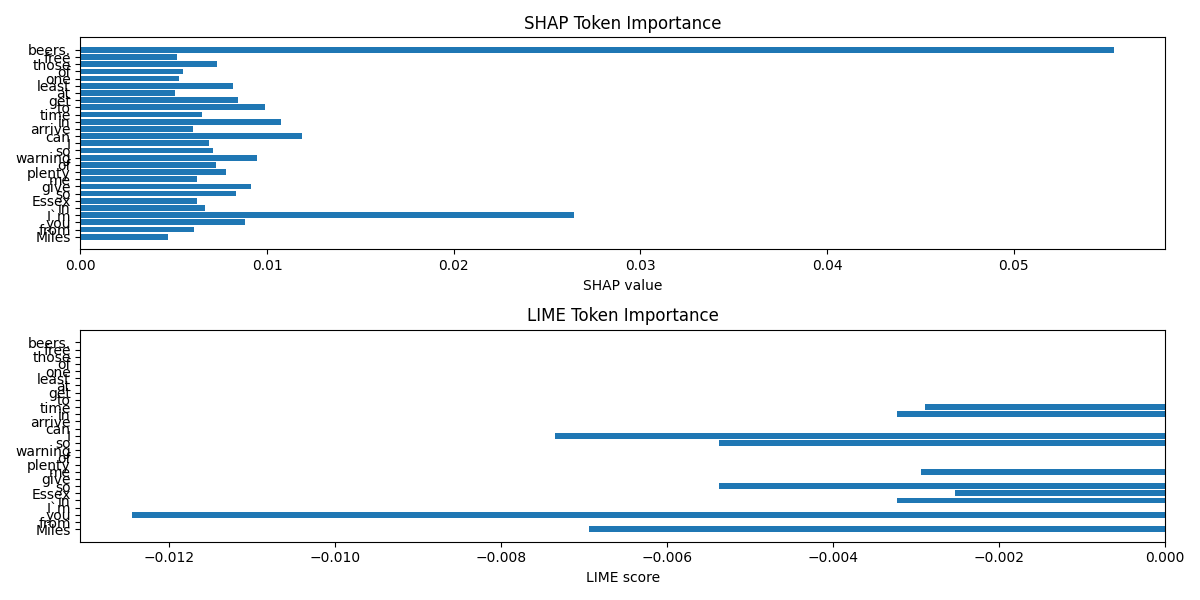 SHAP Token Importance
beers.
free
those
of
one
least
at
get
to
time
in
arrive
can
I
so
warning
of
plenty
me
give
so
Essex
in
I`m
you
from
Miles
0.00 0.01 0.02 0.03 0.04 0.05
SHAP value
LIME Token Importance
beers.
free
those
of
one
least
at
get
to
time
in
arrive
can
I
so
warning
of
plenty
me
give
so
Essex
in
I`m
you
from
Miles
−0.012 −0.010 −0.008 −0.006 −0.004 −0.002 0.000
LIME score